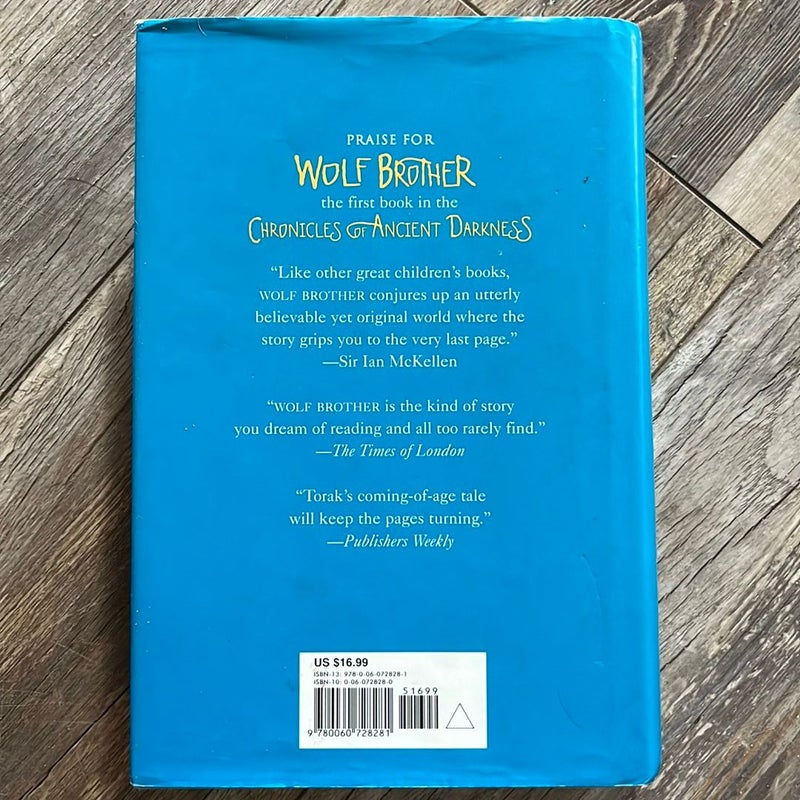 PRAISE FOR
WOLF BROTHER
the first book in the
CHRONICLES OF ANCIENT DARKNESS
“Like other great children’s books,
WOLF BROTHER conjures up an utterly
believable yet original world where the
story grips you to the very last page.”
—Sir Ian McKellen
“WOLF BROTHER is the kind of story
you dream of reading and all too rarely find.”
—The Times of London
“Torak’s coming-of-age tale
will keep the pages turning.”
—Publishers Weekly
US $16.99
ISBN-13: 978-0-06-072828-1
ISBN-10: 0-06-072828-0
51699
9 780060 728281